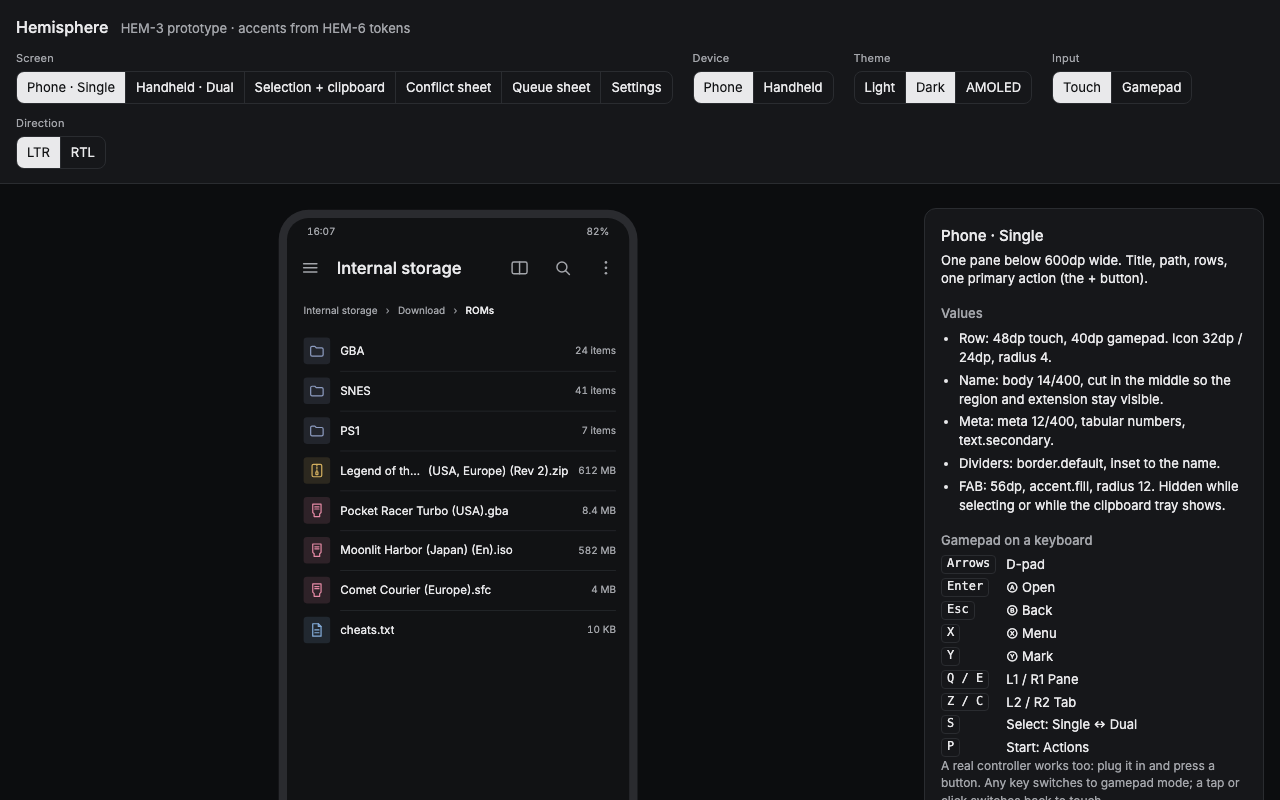 Hemisphere HEM-3 prototype · accents from HEM-6 tokens
Screen
Phone · Single Handheld · Dual Selection + clipboard Conflict sheet Queue sheet Settings
Device
Phone Handheld
Theme
Light Dark AMOLED
Input
Touch Gamepad
Direction
LTR RTL
16:07 82%
Internal storage
Internal storage › Download › ROMs
GBA 24 items
SNES 41 items
PS1 7 items
Legend of th… (USA, Europe) (Rev 2).zip 612 MB
Pocket Racer Turbo (USA).gba 8.4 MB
Moonlit Harbor (Japan) (En).iso 582 MB
Comet Courier (Europe).sfc 4 MB
cheats.txt 10 KB
Phone · Single
One pane below 600dp wide. Title, path, rows,
one primary action (the + button).
Values
• Row: 48dp touch, 40dp gamepad. Icon 32dp /
24dp, radius 4.
• Name: body 14/400, cut in the middle so the
region and extension stay visible.
• Meta: meta 12/400, tabular numbers,
text.secondary.
• Dividers: border.default, inset to the name.
• FAB: 56dp, accent.fill, radius 12. Hidden while
selecting or while the clipboard tray shows.
Gamepad on a keyboard
Arrows D-pad
Enter Ⓐ Open
Esc Ⓑ Back
X Ⓧ Menu
Y Ⓨ Mark
Q / E L1 / R1 Pane
Z / C L2 / R2 Tab
S Select: Single ↔ Dual
P Start: Actions
A real controller works too: plug it in and press a
button. Any key switches to gamepad mode; a tap or
click switches back to touch.